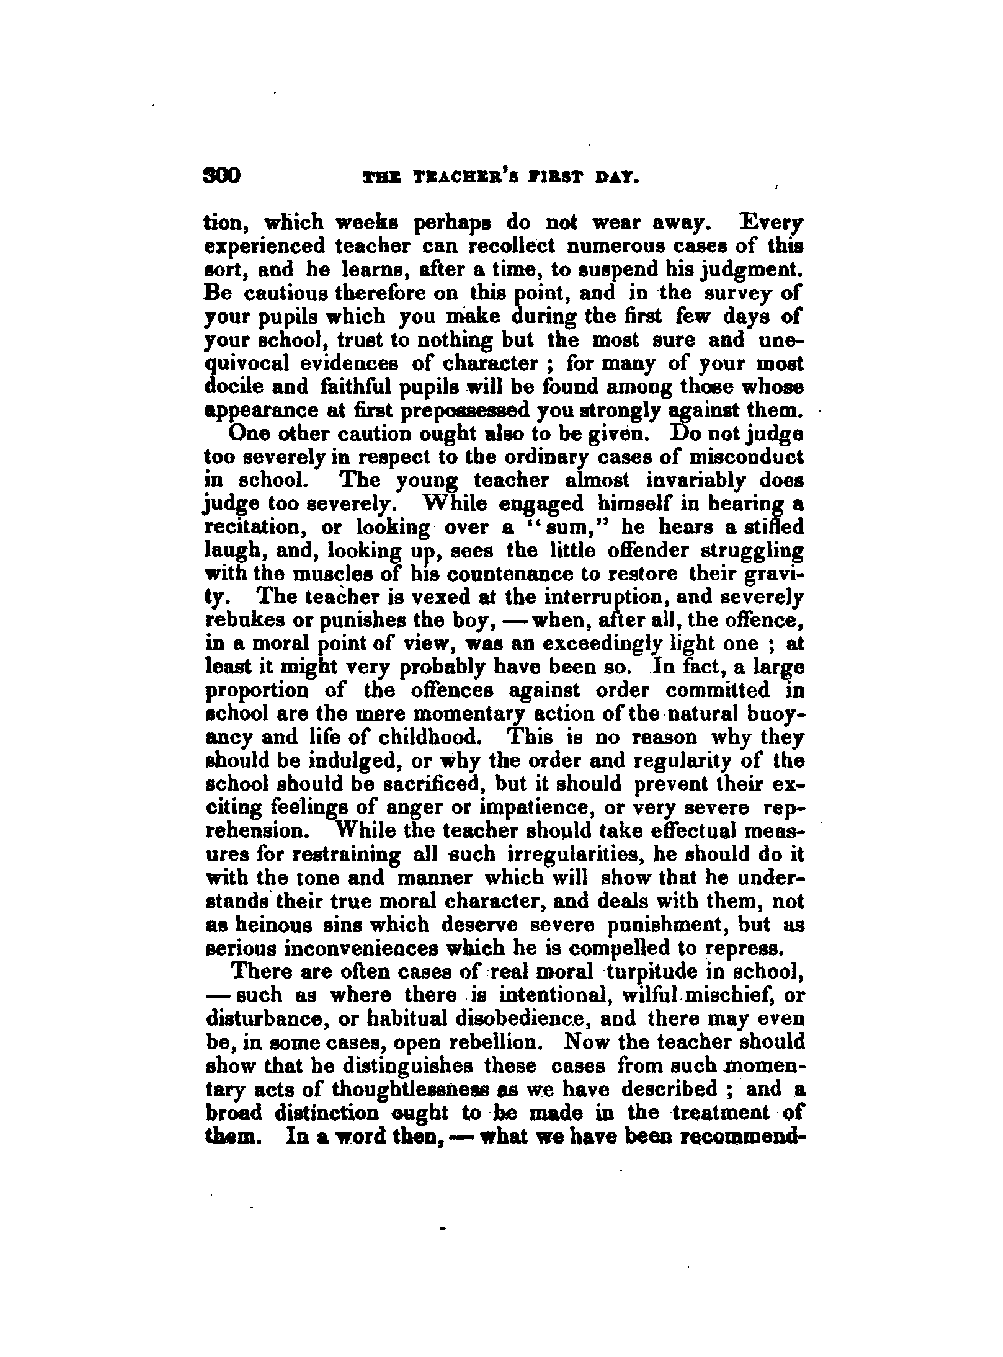 300 THE TEACHER'S FIRST DAY.
tion, which weeks perhaps do not wear away. Every
experienced teacher can recollect numerous cases of this
sort, and he learns, after a time, to suspend his judgment.
Be cautious therefore on this point, and in the survey of
your pupils which you make during the first few days of
your school, trust to nothing but the most sure and une-
quivocal evidences of character ; for many of your most
docile and faithful pupils will be found among those whose
appearance at first prepossessed you strongly against them.
One other caution ought also to be given. Do not judge
too severely in respect to the ordinary cases of misconduct
in school. The young teacher almost invariably does
judge too severely. While engaged himself in hearing a
recitation, or looking over a “sum,” he hears a stifled
laugh, and, looking up, sees the little offender struggling
with the muscles of his countenance to restore their gravi-
ty. The teacher is vexed at the interruption, and severely
rebukes or punishes the boy, — when, after all, the offence,
in a moral point of view, was an exceedingly light one ; at
least it might very probably have been so. In fact, a large
proportion of the offences against order committed in
school are the mere momentary action of the natural buoy-
ancy and life of childhood. This is no reason why they
should be indulged, or why the order and regularity of the
school should be sacrificed, but it should prevent their ex-
citing feelings of anger or impatience, or very severe rep-
rehension. While the teacher should take effectual meas-
ures for restraining all such irregularities, he should do it
with the tone and manner which will show that he under-
stands their true moral character, and deals with them, not
as heinous sins which deserve severe punishment, but as
serious inconveniences which he is compelled to repress.
There are often cases of real moral turpitude in school,
— such as where there is intentional, wilful mischief, or
disturbance, or habitual disobedience, and there may even
be, in some cases, open rebellion. Now the teacher should
show that he distinguishes these cases from such momen-
tary acts of thoughtlessness as we have described ; and a
broad distinction ought to be made in the treatment of
them. In a word then, — what we have been recommend-